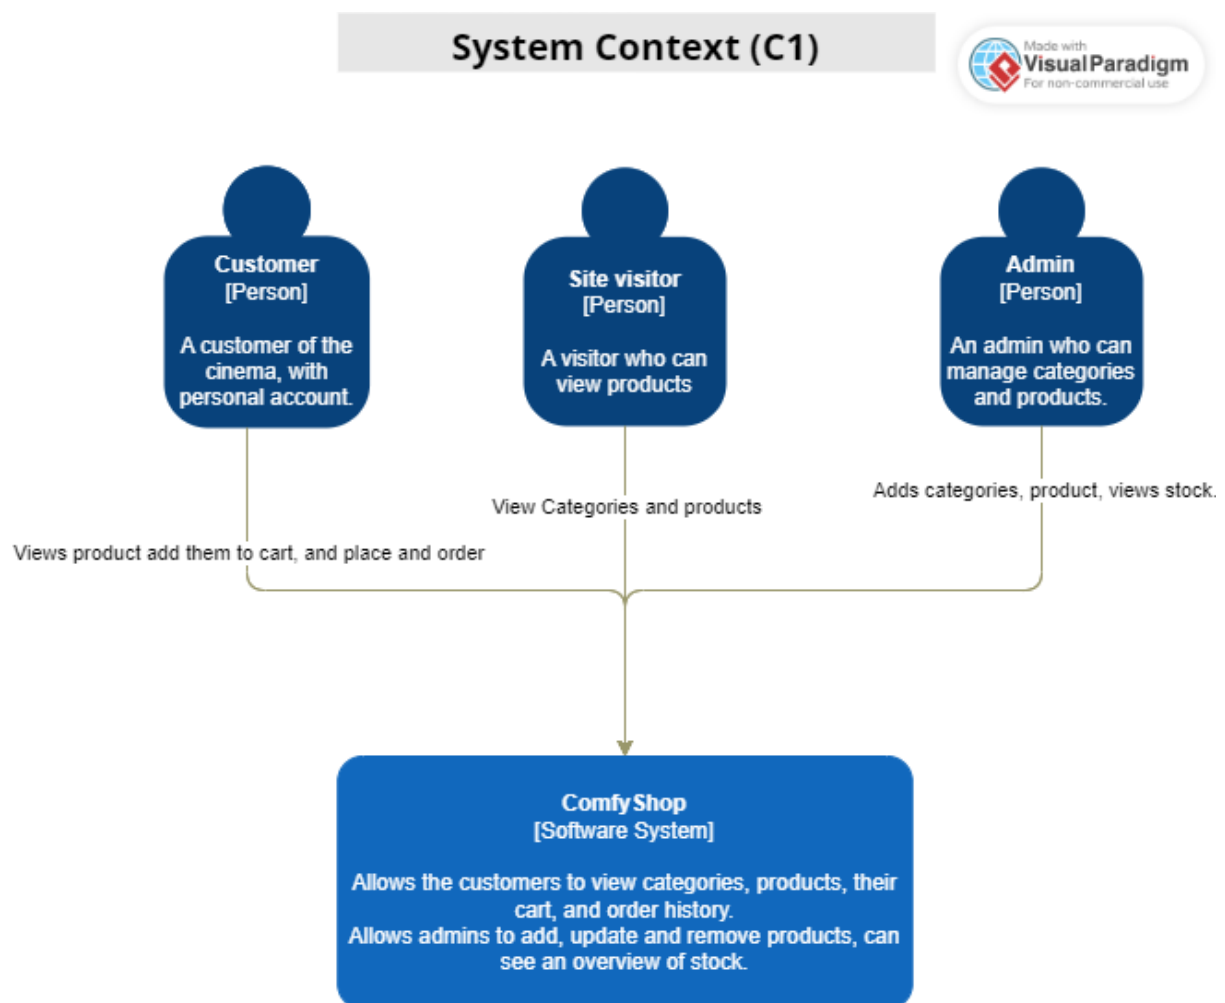 System Context (C1)
Made with
VisualParadigm
For non-commercial use
Customer
[Person]
A customer of the
cinema, with
personal account.
Site visitor
[Person]
A visitor who can
view products
Admin
[Person]
An admin who can
manage categories
and products.
Adds categories, product, views stock.
View Categories and products
Views product add them to cart, and place and order
ComfyShop
[Software System]
Allows the customers to view categories, products, their
cart, and order history.
Allows admins to add, update and remove products, can
see an overview of stock.